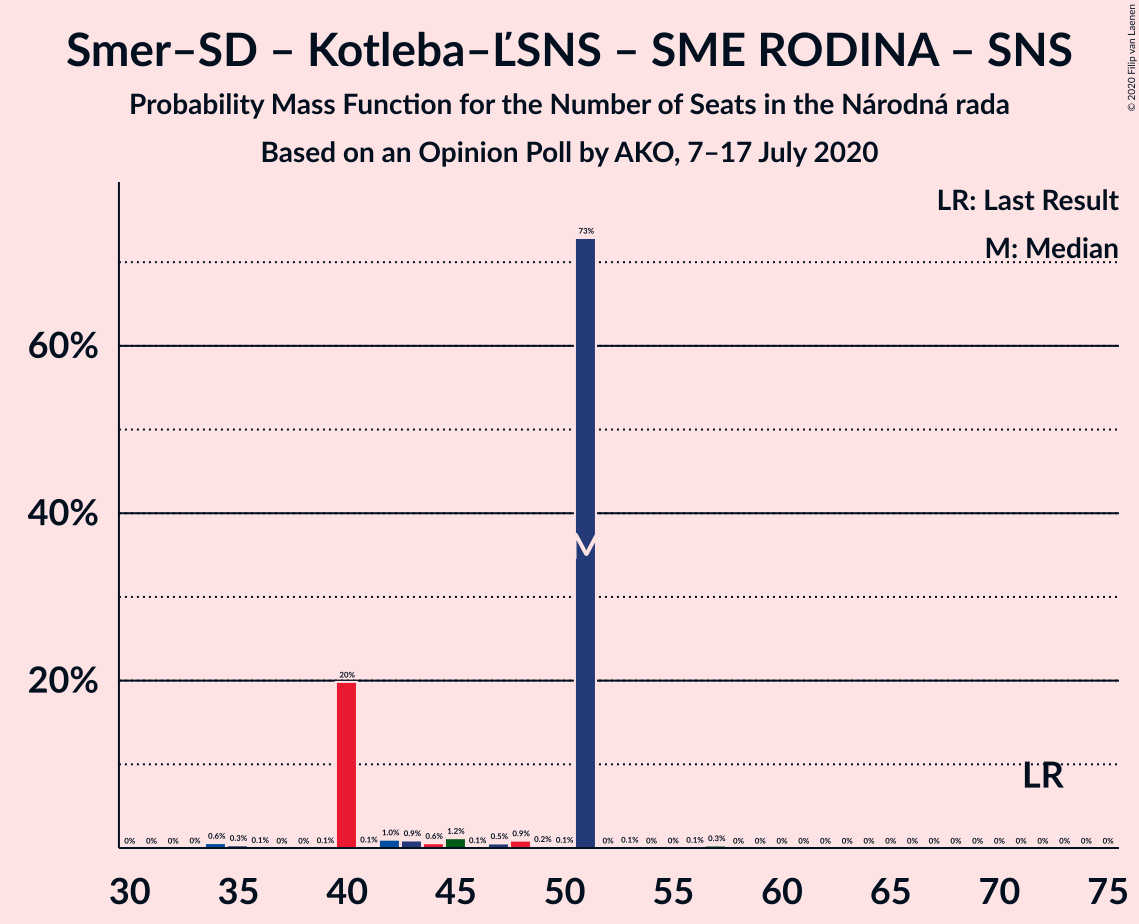 Smer–SD – Kotleba–ĽSNS – SME RODINA – SNS
Probability Mass Function for the Number of Seats in the Národná rada
Based on an Opinion Poll by AKO, 7–17 July 2020
© 2020 Filip van Laenen
LR: Last Result
M: Median
60%
40%
20%
73%
M
20%
LR
0% 0% 0% 0% 0.6% 0.3% 0.1% 0% 0% 0.1% 0.1% 1.0% 0.9% 0.6% 1.2% 0.1% 0.5% 0.9% 0.2% 0.1% 0% 0.1% 0% 0% 0.1% 0.3% 0% 0% 0% 0% 0% 0% 0% 0% 0% 0% 0% 0% 0% 0% 0% 0% 0% 0%
30 35 40 45 50 55 60 65 70 75